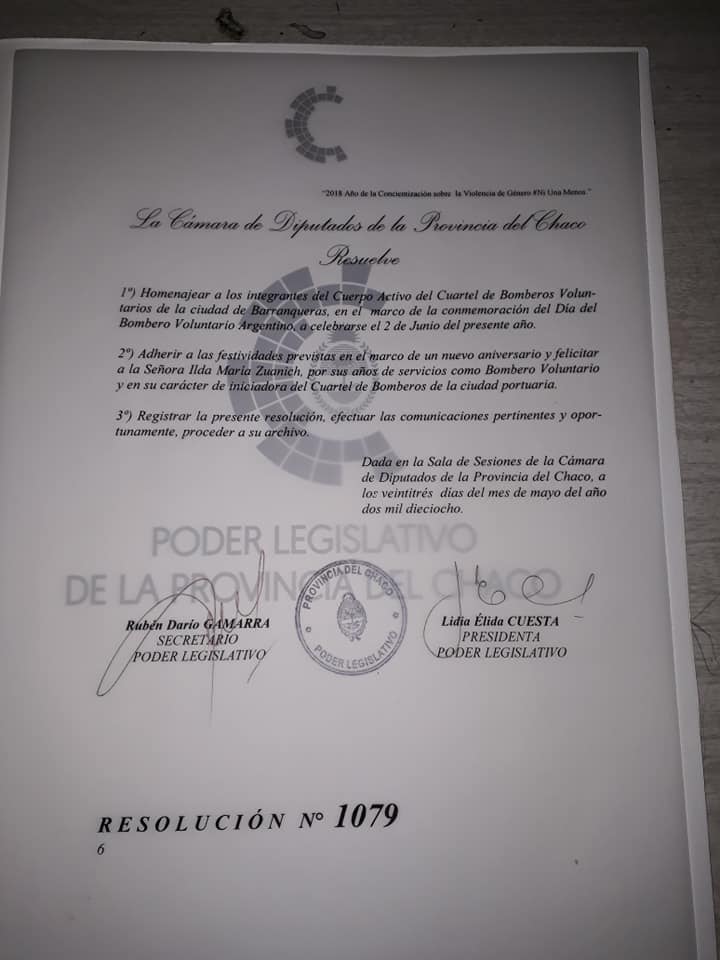 "2018 Año de la Concientización sobre la Violencia de Género #Ni Una Menos."
La Cámara de Diputados de la Provincia del Chaco
Resuelve
1º) Homenajear a los integrantes del Cuerpo Activo del Cuartel de Bomberos Volun-
tarios de la ciudad de Barranqueras, en el marco de la conmemoración del Día del
Bombero Voluntario Argentino, a celebrarse el 2 de Junio del presente año.
2º) Adherir a las festividades previstas en el marco de un nuevo aniversario y felicitar
a la Señora Ilda María Zuanich, por sus años de servicios como Bombero Voluntario
y en su carácter de iniciadora del Cuartel de Bomberos de la ciudad portuaria.
3º) Registrar la presente resolución, efectuar las comunicaciones pertinentes y opor-
tunamente, proceder a su archivo.
Dada en la Sala de Sesiones de la Cámara
de Diputados de la Provincia del Chaco, a
los veintitrés días del mes de mayo del año
dos mil dieciocho.
PODER LEGISLATIVO
DE LA PROVINCIA DEL CHACO
PROVINCIA DEL CHACO
PODER LEGISLATIVO
Rubén Darío GAMARRA
SECRETARIO
PODER LEGISLATIVO
Lidia Élida CUESTA
PRESIDENTA
PODER LEGISLATIVO
RESOLUCIÓN Nº 1079
6